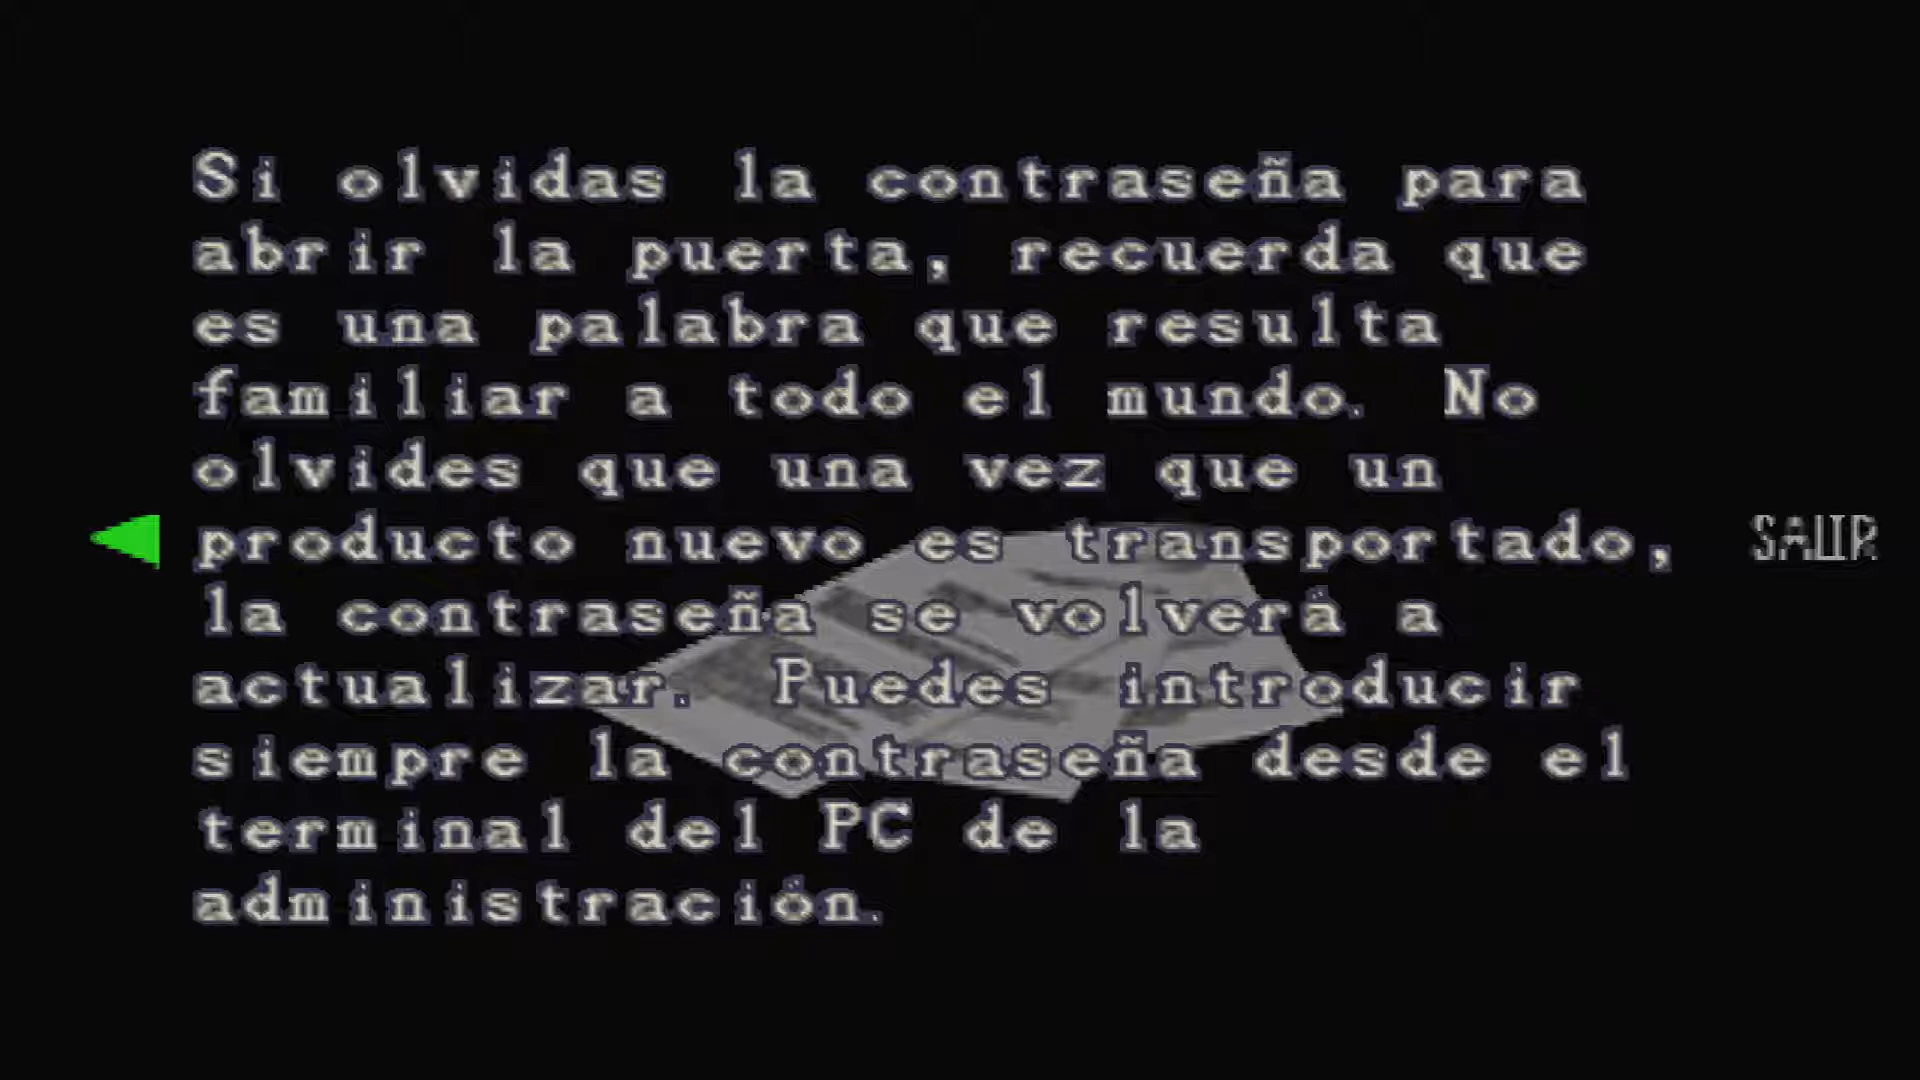 Si olvidas la contraseña para
abrir la puerta, recuerda que
es una palabra que resulta
familiar a todo el mundo. No
olvides que una vez que un
producto nuevo es transportado,
la contraseña se volverá a
actualizar. Puedes introducir
siempre la contraseña desde el
terminal del PC de la
administración.